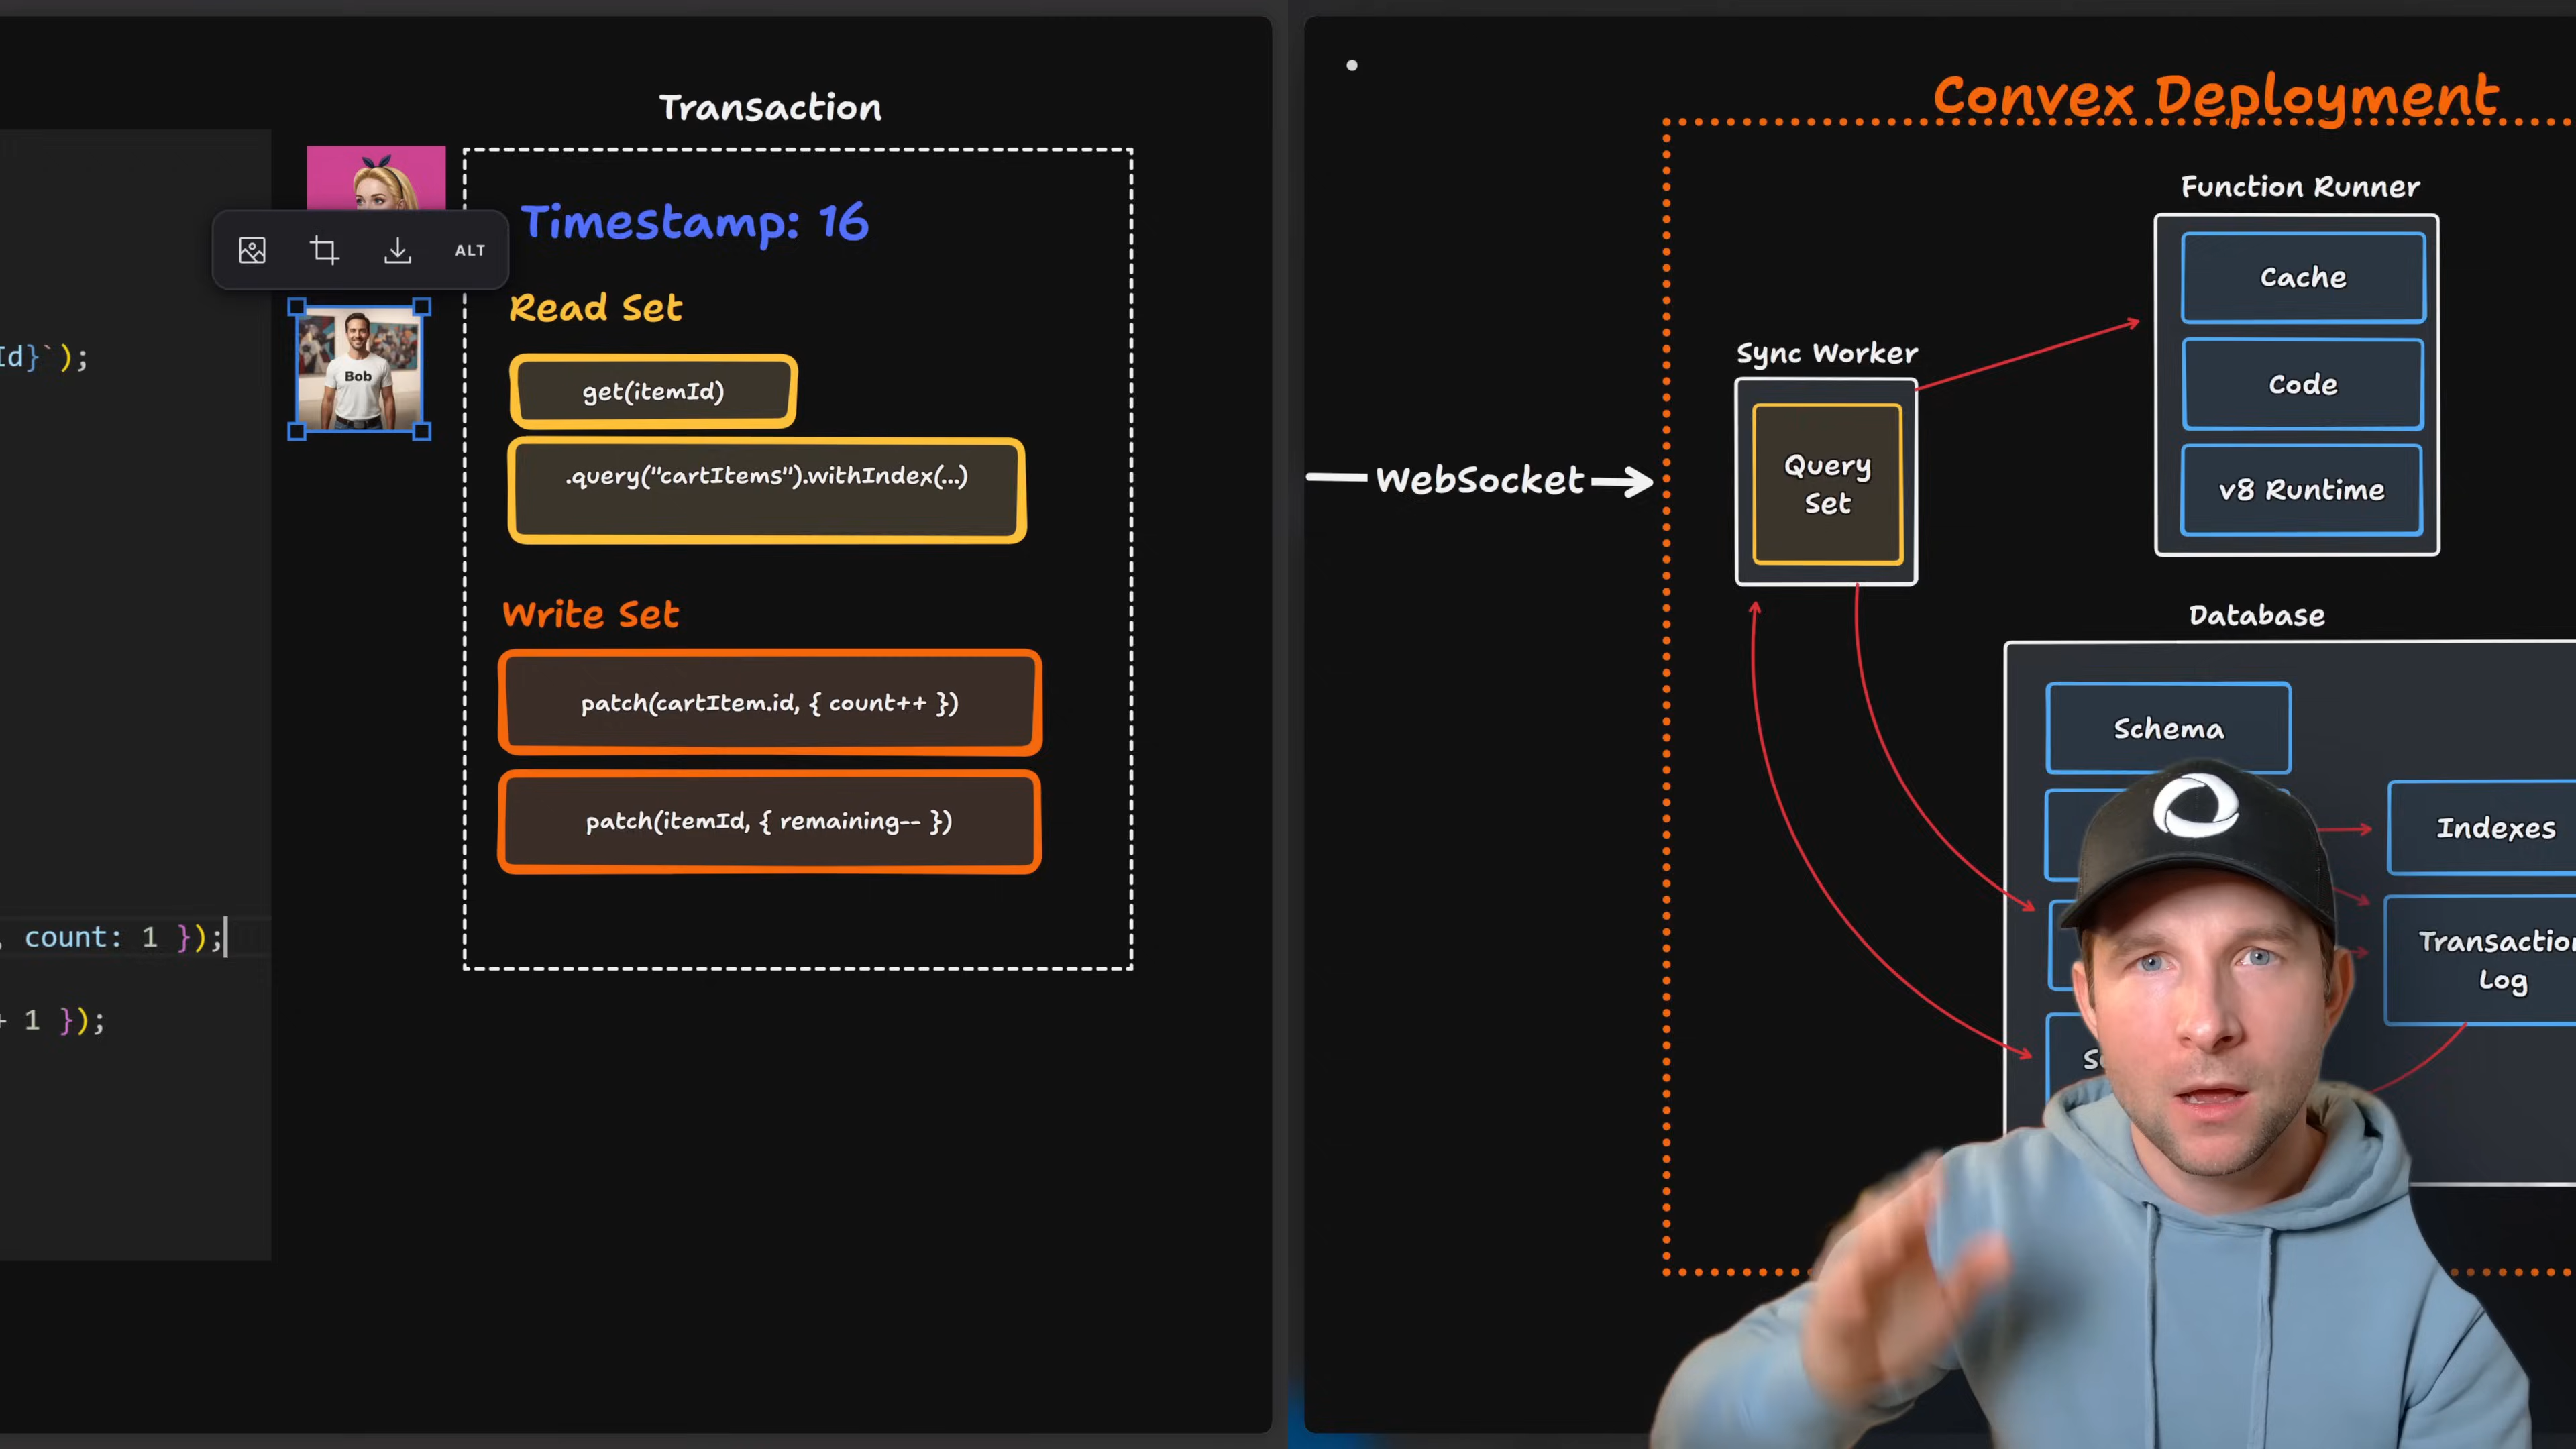 Transaction
ALT
Timestamp: 16
Read Set
get(itemId)
.query("cartItems").withIndex(...)
Bob
Id}`);
Write Set
patch(cartItem.id, { count++ })
patch(itemId, { remaining-- })
, count: 1 });
+ 1 });
Convex Deployment
WebSocket
Sync Worker
Query
Set
Function Runner
Cache
Code
v8 Runtime
Database
Schema
Indexes
Transaction
Log